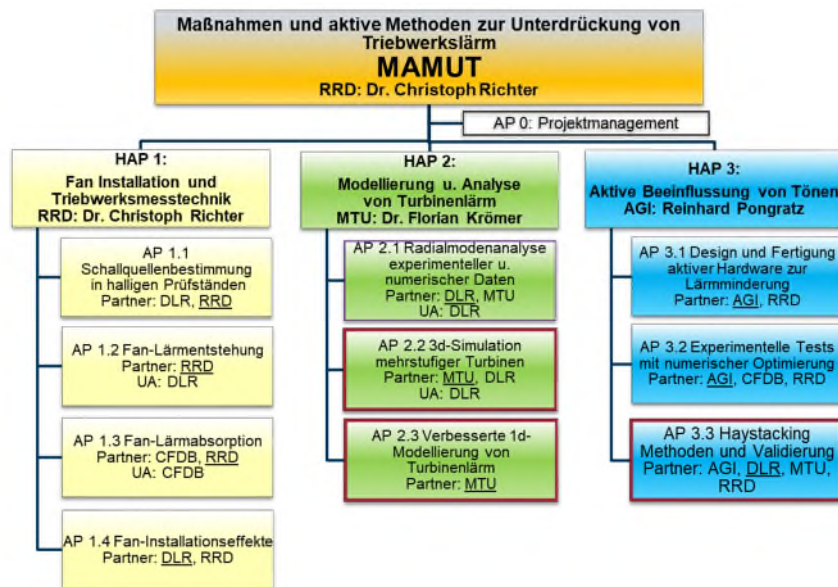 Maßnahmen und aktive Methoden zur Unterdrückung von
Triebwerkslärm
MAMUT
RRD: Dr. Christoph Richter
AP 0: Projektmanagement
HAP 1:
Fan Installation und
Triebwerksmesstechnik
RRD: Dr. Christoph Richter
AP 1.1
Schallquellenbestimmung
in halligen Prüfständen
Partner: DLR, RRD
AP 1.2 Fan-Lärmentstehung
Partner: RRD
UA: DLR
AP 1.3 Fan-Lärmabsorption
Partner: CFDB, RRD
UA: CFDB
AP 1.4 Fan-Installationseffekte
Partner: DLR, RRD
HAP 2:
Modellierung u. Analyse
von Turbinenlärm
MTU: Dr. Florian Krömer
AP 2.1 Radialmodenanalyse
experimenteller u.
numerischer Daten
Partner: DLR, MTU
UA: DLR
AP 2.2 3d-Simulation
mehrstufiger Turbinen
Partner: MTU, DLR
UA: DLR
AP 2.3 Verbesserte 1d-
Modellierung von
Turbinenlärm
Partner: MTU
HAP 3:
Aktive Beeinflussung von Tönen
AGI: Reinhard Pongratz
AP 3.1 Design und Fertigung
aktiver Hardware zur
Lärmminderung
Partner: AGI, RRD
AP 3.2 Experimentelle Tests
mit numerischer Optimierung
Partner: AGI, CFDB, RRD
AP 3.3 Haystacking
Methoden und Validierung
Partner: AGI, DLR, MTU,
RRD